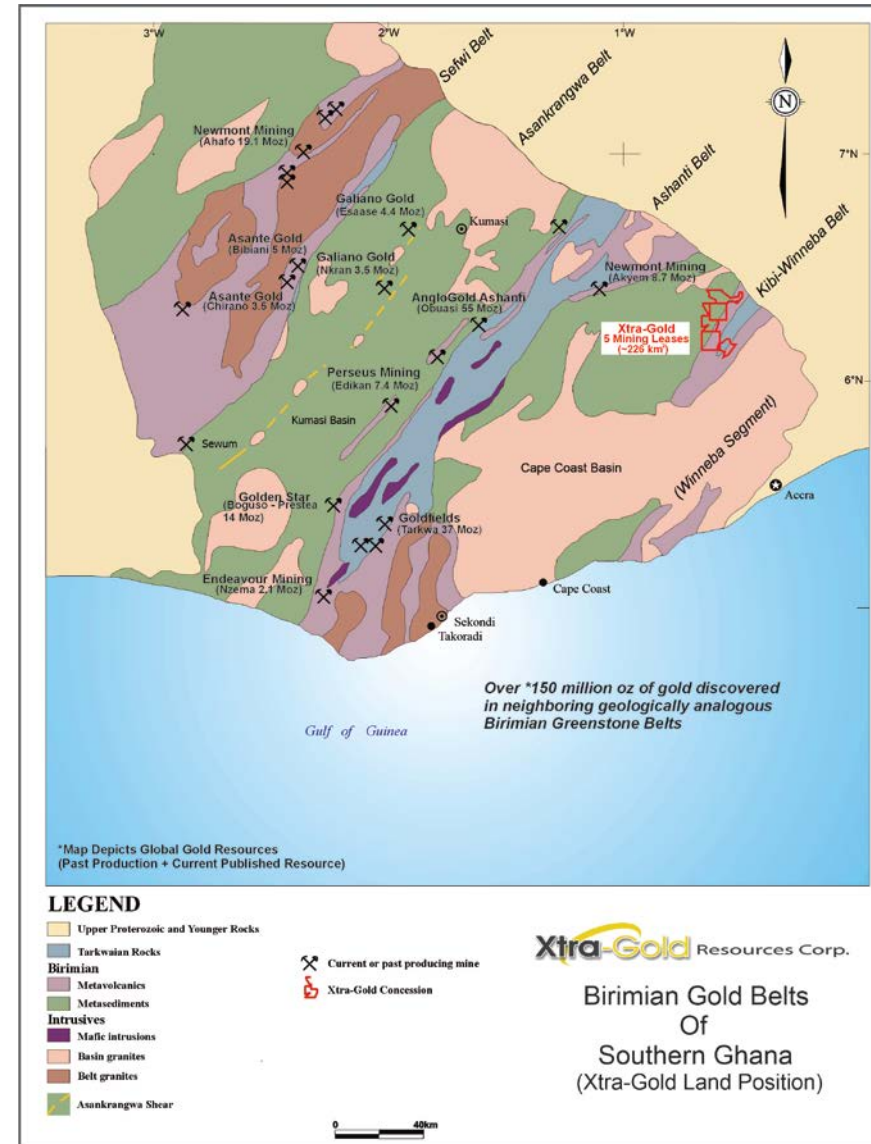 3°W
2°W
1°W
Sefwi Belt
Asankrangwa Belt
N
Newmont Mining
(Ahafo 19.1 Moz)
7°N
Ashanti Belt
Galiano Gold
(Esaase 4.4 Moz)
Kumasi
Kibi-Winneba Belt
Asante Gold
(Bibiani 5 Moz)
Galiano Gold
(Nkran 3.5 Moz)
Newmont Mining
(Akyem 8.7 Moz)
Asante Gold
(Chirano 3.5 Moz)
AngloGold Ashanfi
(Obuasi 55 Moz)
Xtra-Gold
5 Mining Leases
(~226 km²)
Perseus Mining
(Edikan 7.4 Moz)
6°N
Kumasi Basin
Sewum
Cape Coast Basin
(Winneba Segment)
Accra
Golden Star
(Boguso - Prestea
14 Moz)
Goldfields
(Tarkwa 37 Moz)
Endeavour Mining
(Nzema 2.1 Moz)
Cape Coast
Sekondi
Takoradi
Over *150 million oz of gold discovered
in neighboring geologically analogous
Birimian Greenstone Belts
Gulf of Guinea
*Map Depicts Global Gold Resources
(Past Production + Current Published Resource)
LEGEND
Upper Proterozoic and Younger Rocks
Tarkwaian Rocks
Birimian
Metavolcanics
Metasediments
Intrusives
Mafic intrusions
Basin granites
Belt granites
Asankrangwa Shear
Current or past producing mine
Xtra-Gold Concession
0 40km
Xtra-Gold Resources Corp.
Birimian Gold Belts
Of
Southern Ghana
(Xtra-Gold Land Position)